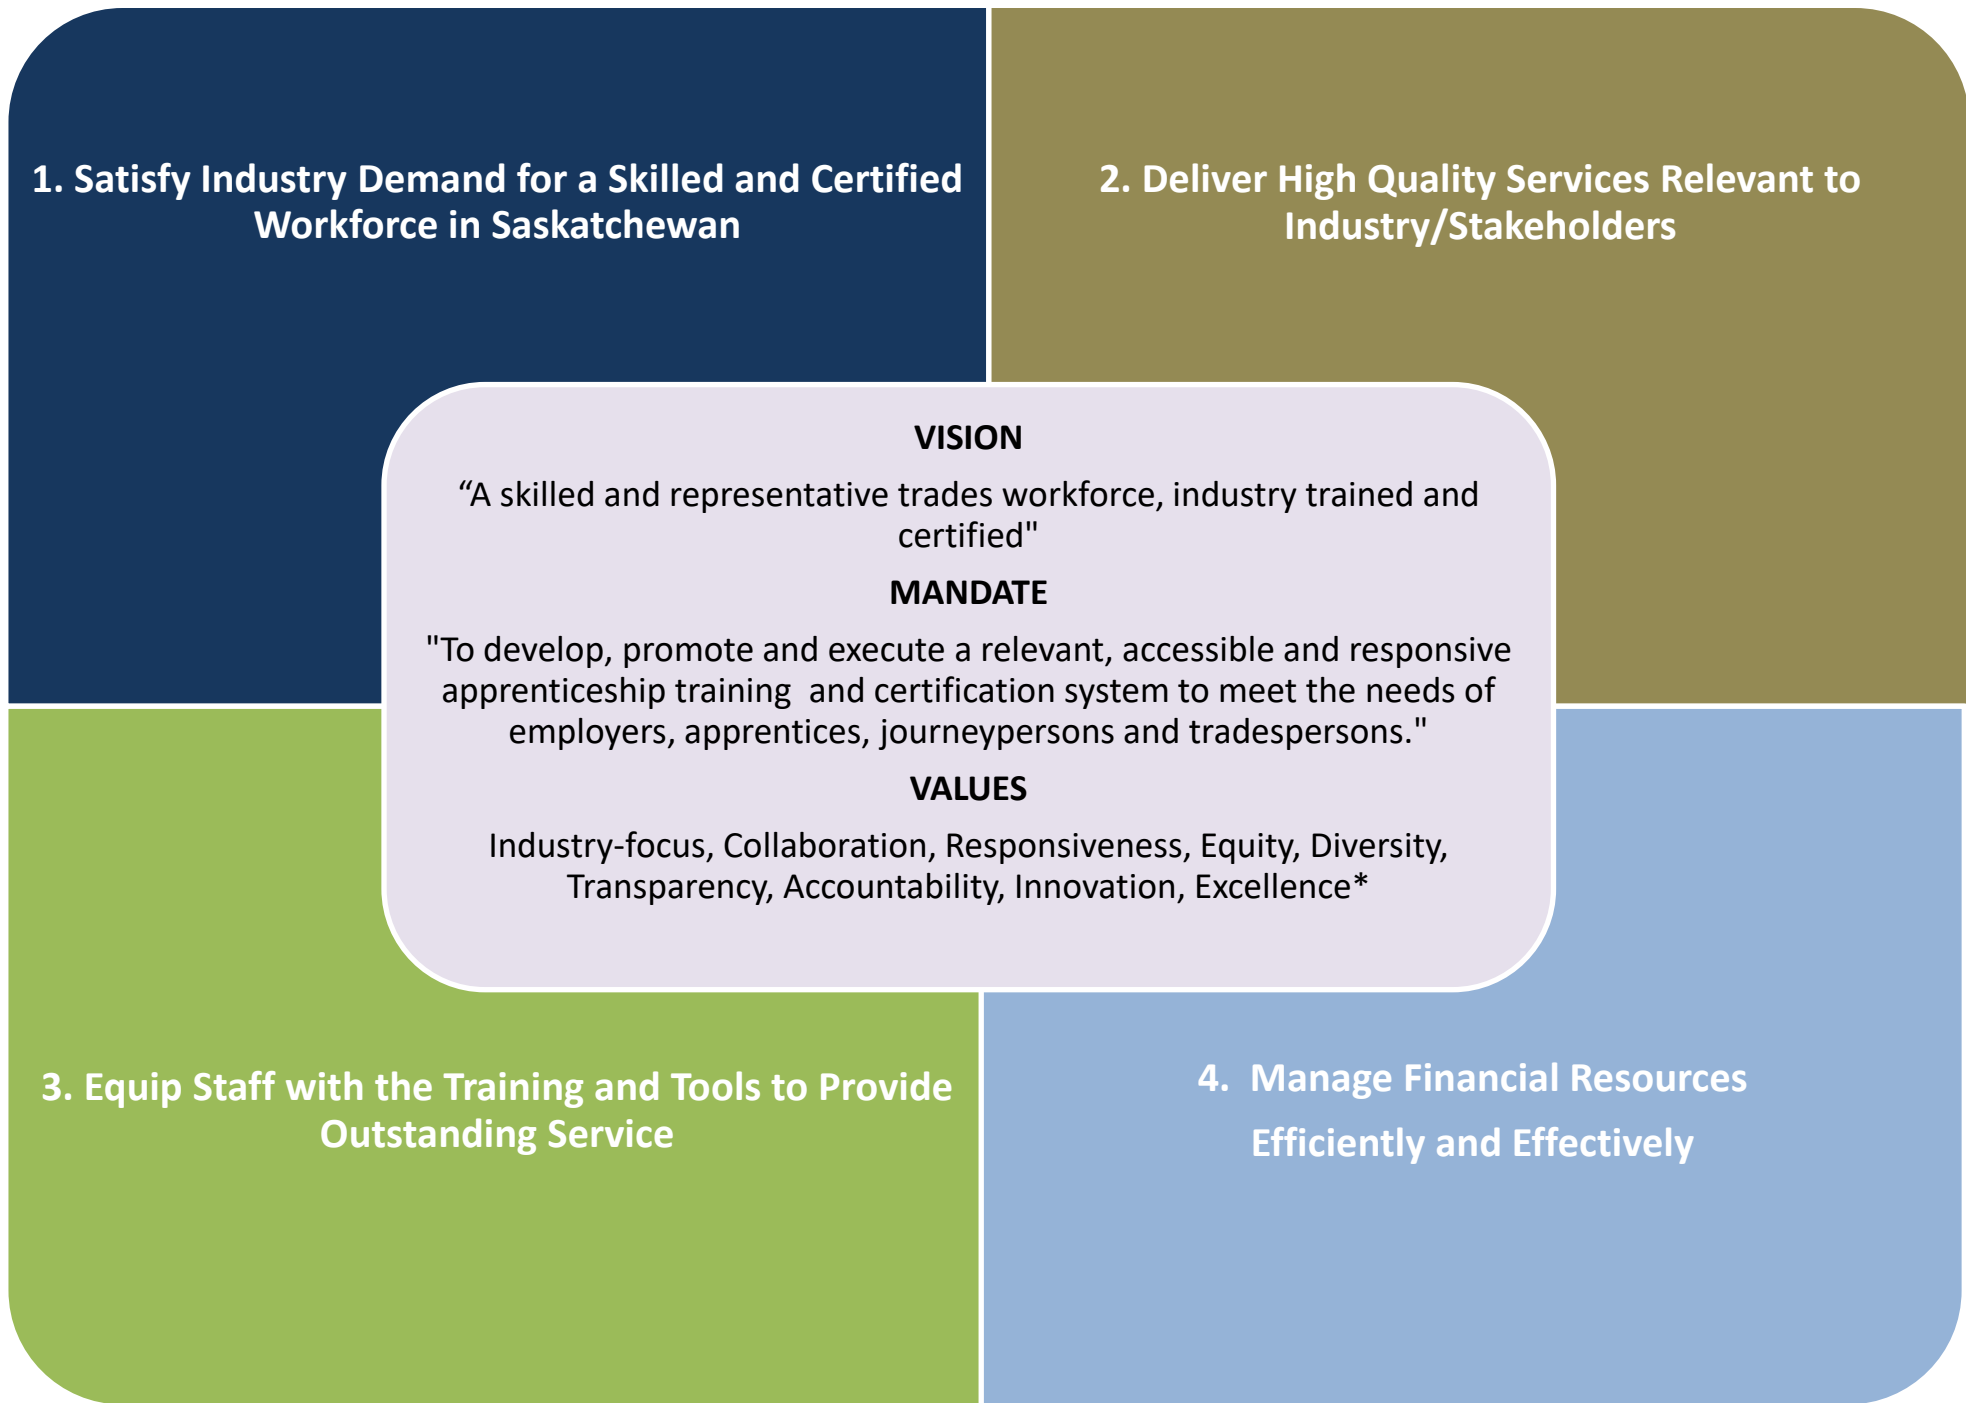 1. Satisfy Industry Demand for a Skilled and Certified
Workforce in Saskatchewan
2. Deliver High Quality Services Relevant to
Industry/Stakeholders
VISION
“A skilled and representative trades workforce, industry trained and
certified"
MANDATE
"To develop, promote and execute a relevant, accessible and responsive
apprenticeship training  and certification system to meet the needs of
employers, apprentices, journeypersons and tradespersons."
VALUES
Industry-focus, Collaboration, Responsiveness, Equity, Diversity,
Transparency, Accountability, Innovation, Excellence*
3. Equip Staff with the Training and Tools to Provide
Outstanding Service
4.  Manage Financial Resources
Efficiently and Effectively